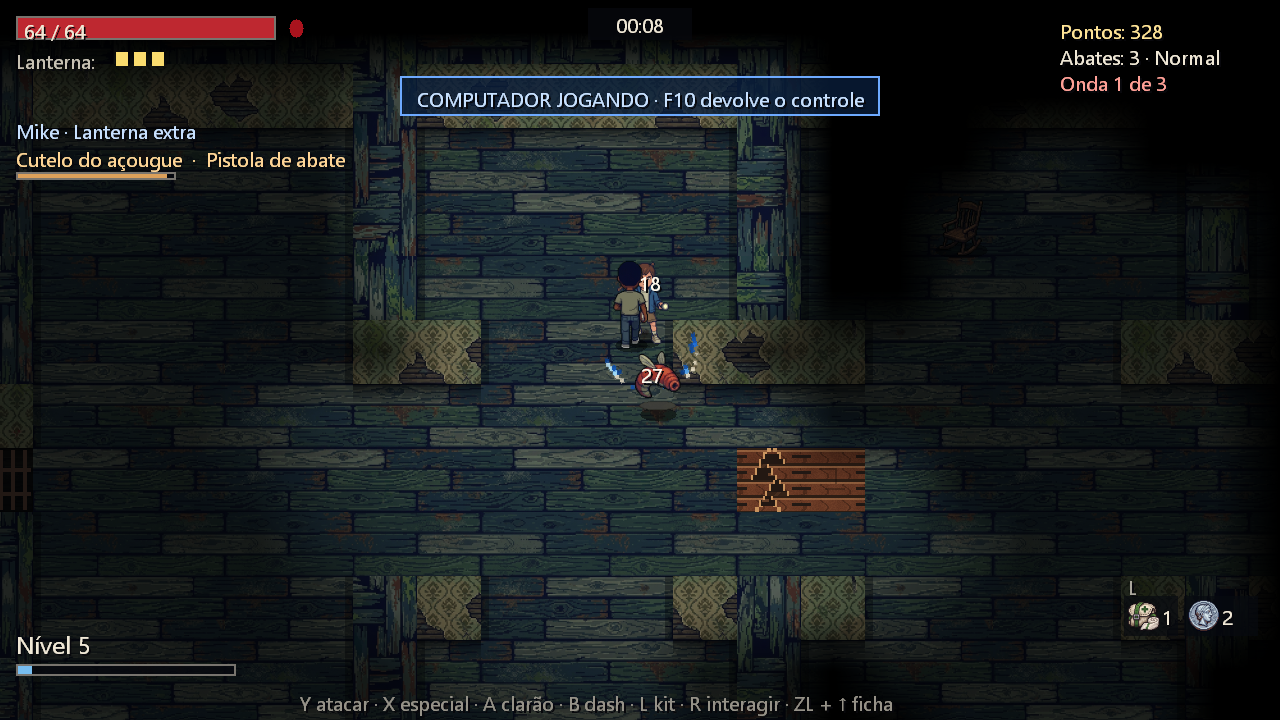 64 / 64
00:08
Pontos: 328
Lanterna:
Abates: 3 · Normal
Onda 1 de 3
COMPUTADOR JOGANDO · F10 devolve o controle
Mike · Lanterna extra
Cutelo do açougue · Pistola de abate
18
27
L
1
2
Nível 5
Y atacar · X especial · A clarão · B dash · L kit · R interagir · ZL + ↑ ficha